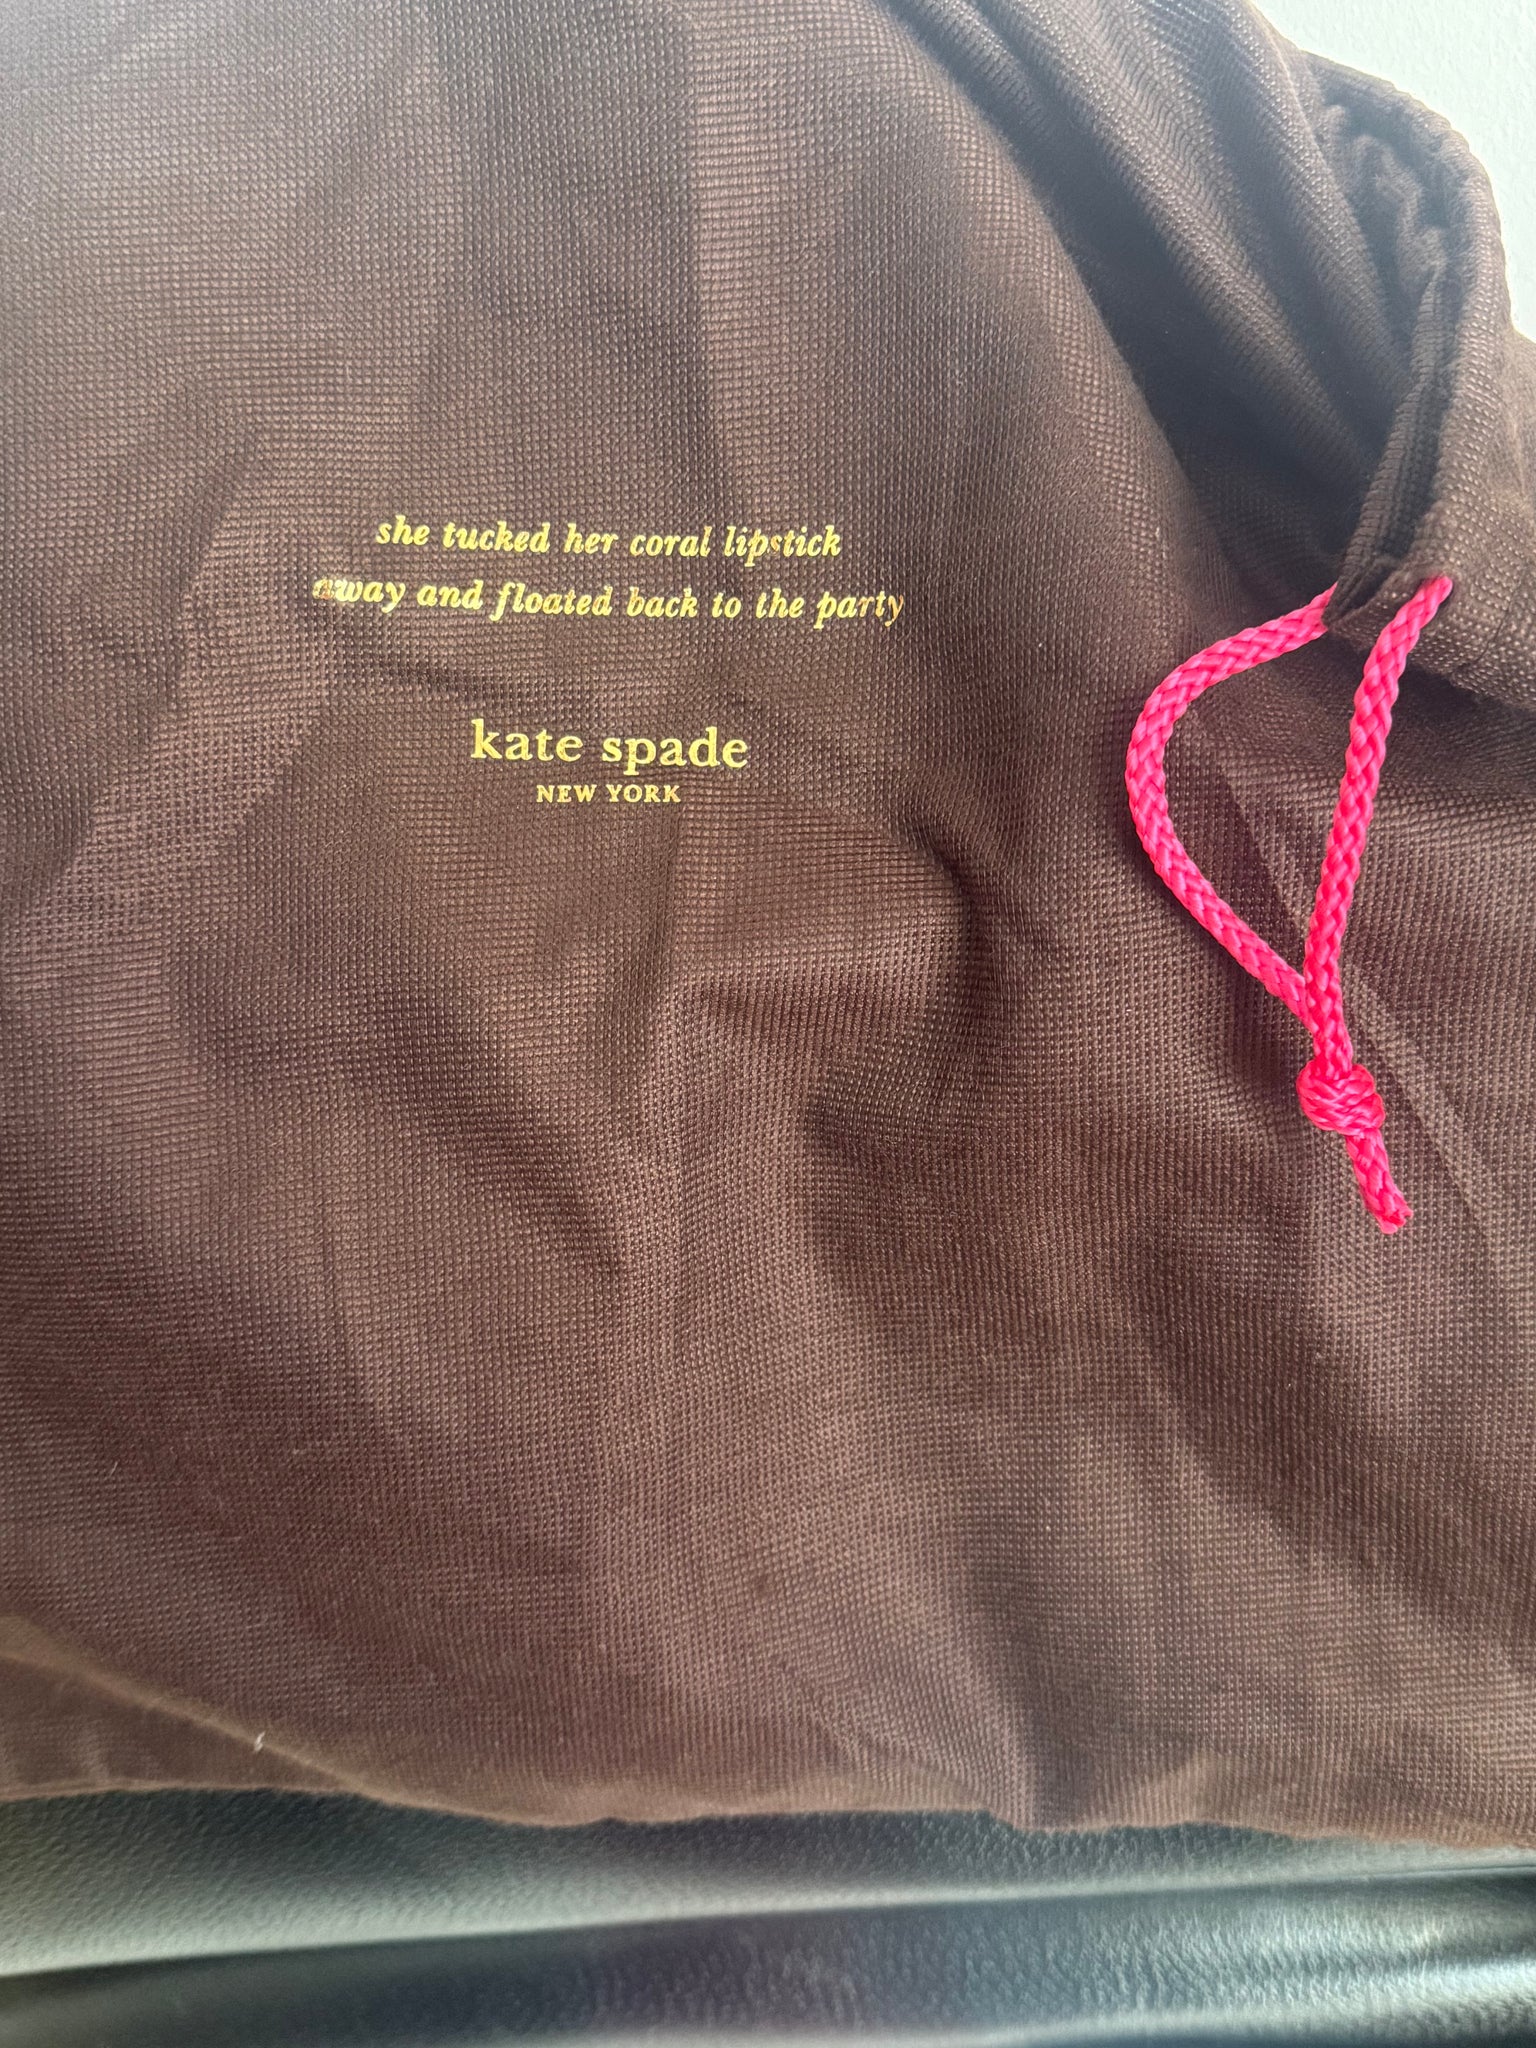 she tucked her coral lipstick
away and floated back to the party
kate spade
NEW YORK